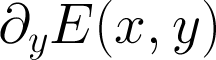 ∂_y E(x, y)